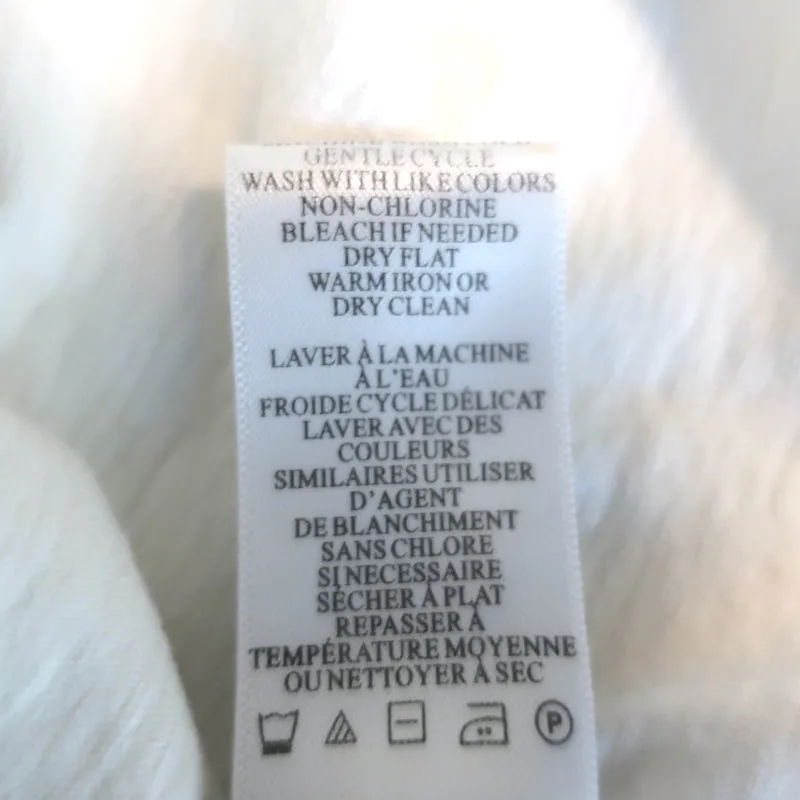 GENTLE CYCLE
WASH WITH LIKE COLORS
NON-CHLORINE
BLEACH IF NEEDED
DRY FLAT
WARM IRON OR
DRY CLEAN
LAVER À LA MACHINE
À L'EAU
FROIDE CYCLE DÉLICAT
LAVER AVEC DES
COULEURS
SIMILAIRES UTILISER
D'AGENT
DE BLANCHIMENT
SANS CHLORE
SI NECESSAIRE
SÉCHER À PLAT
REPASSER À
TEMPÉRATURE MOYENNE
OU NETTOYER À SEC
P